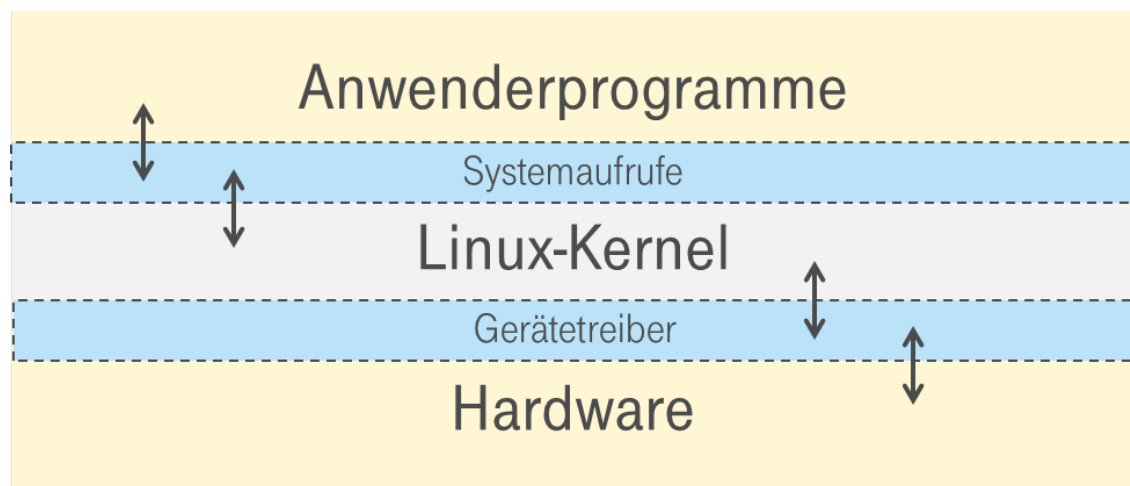 Anwenderprogramme
Systemaufrufe
Linux-Kernel
Gerätetreiber
Hardware